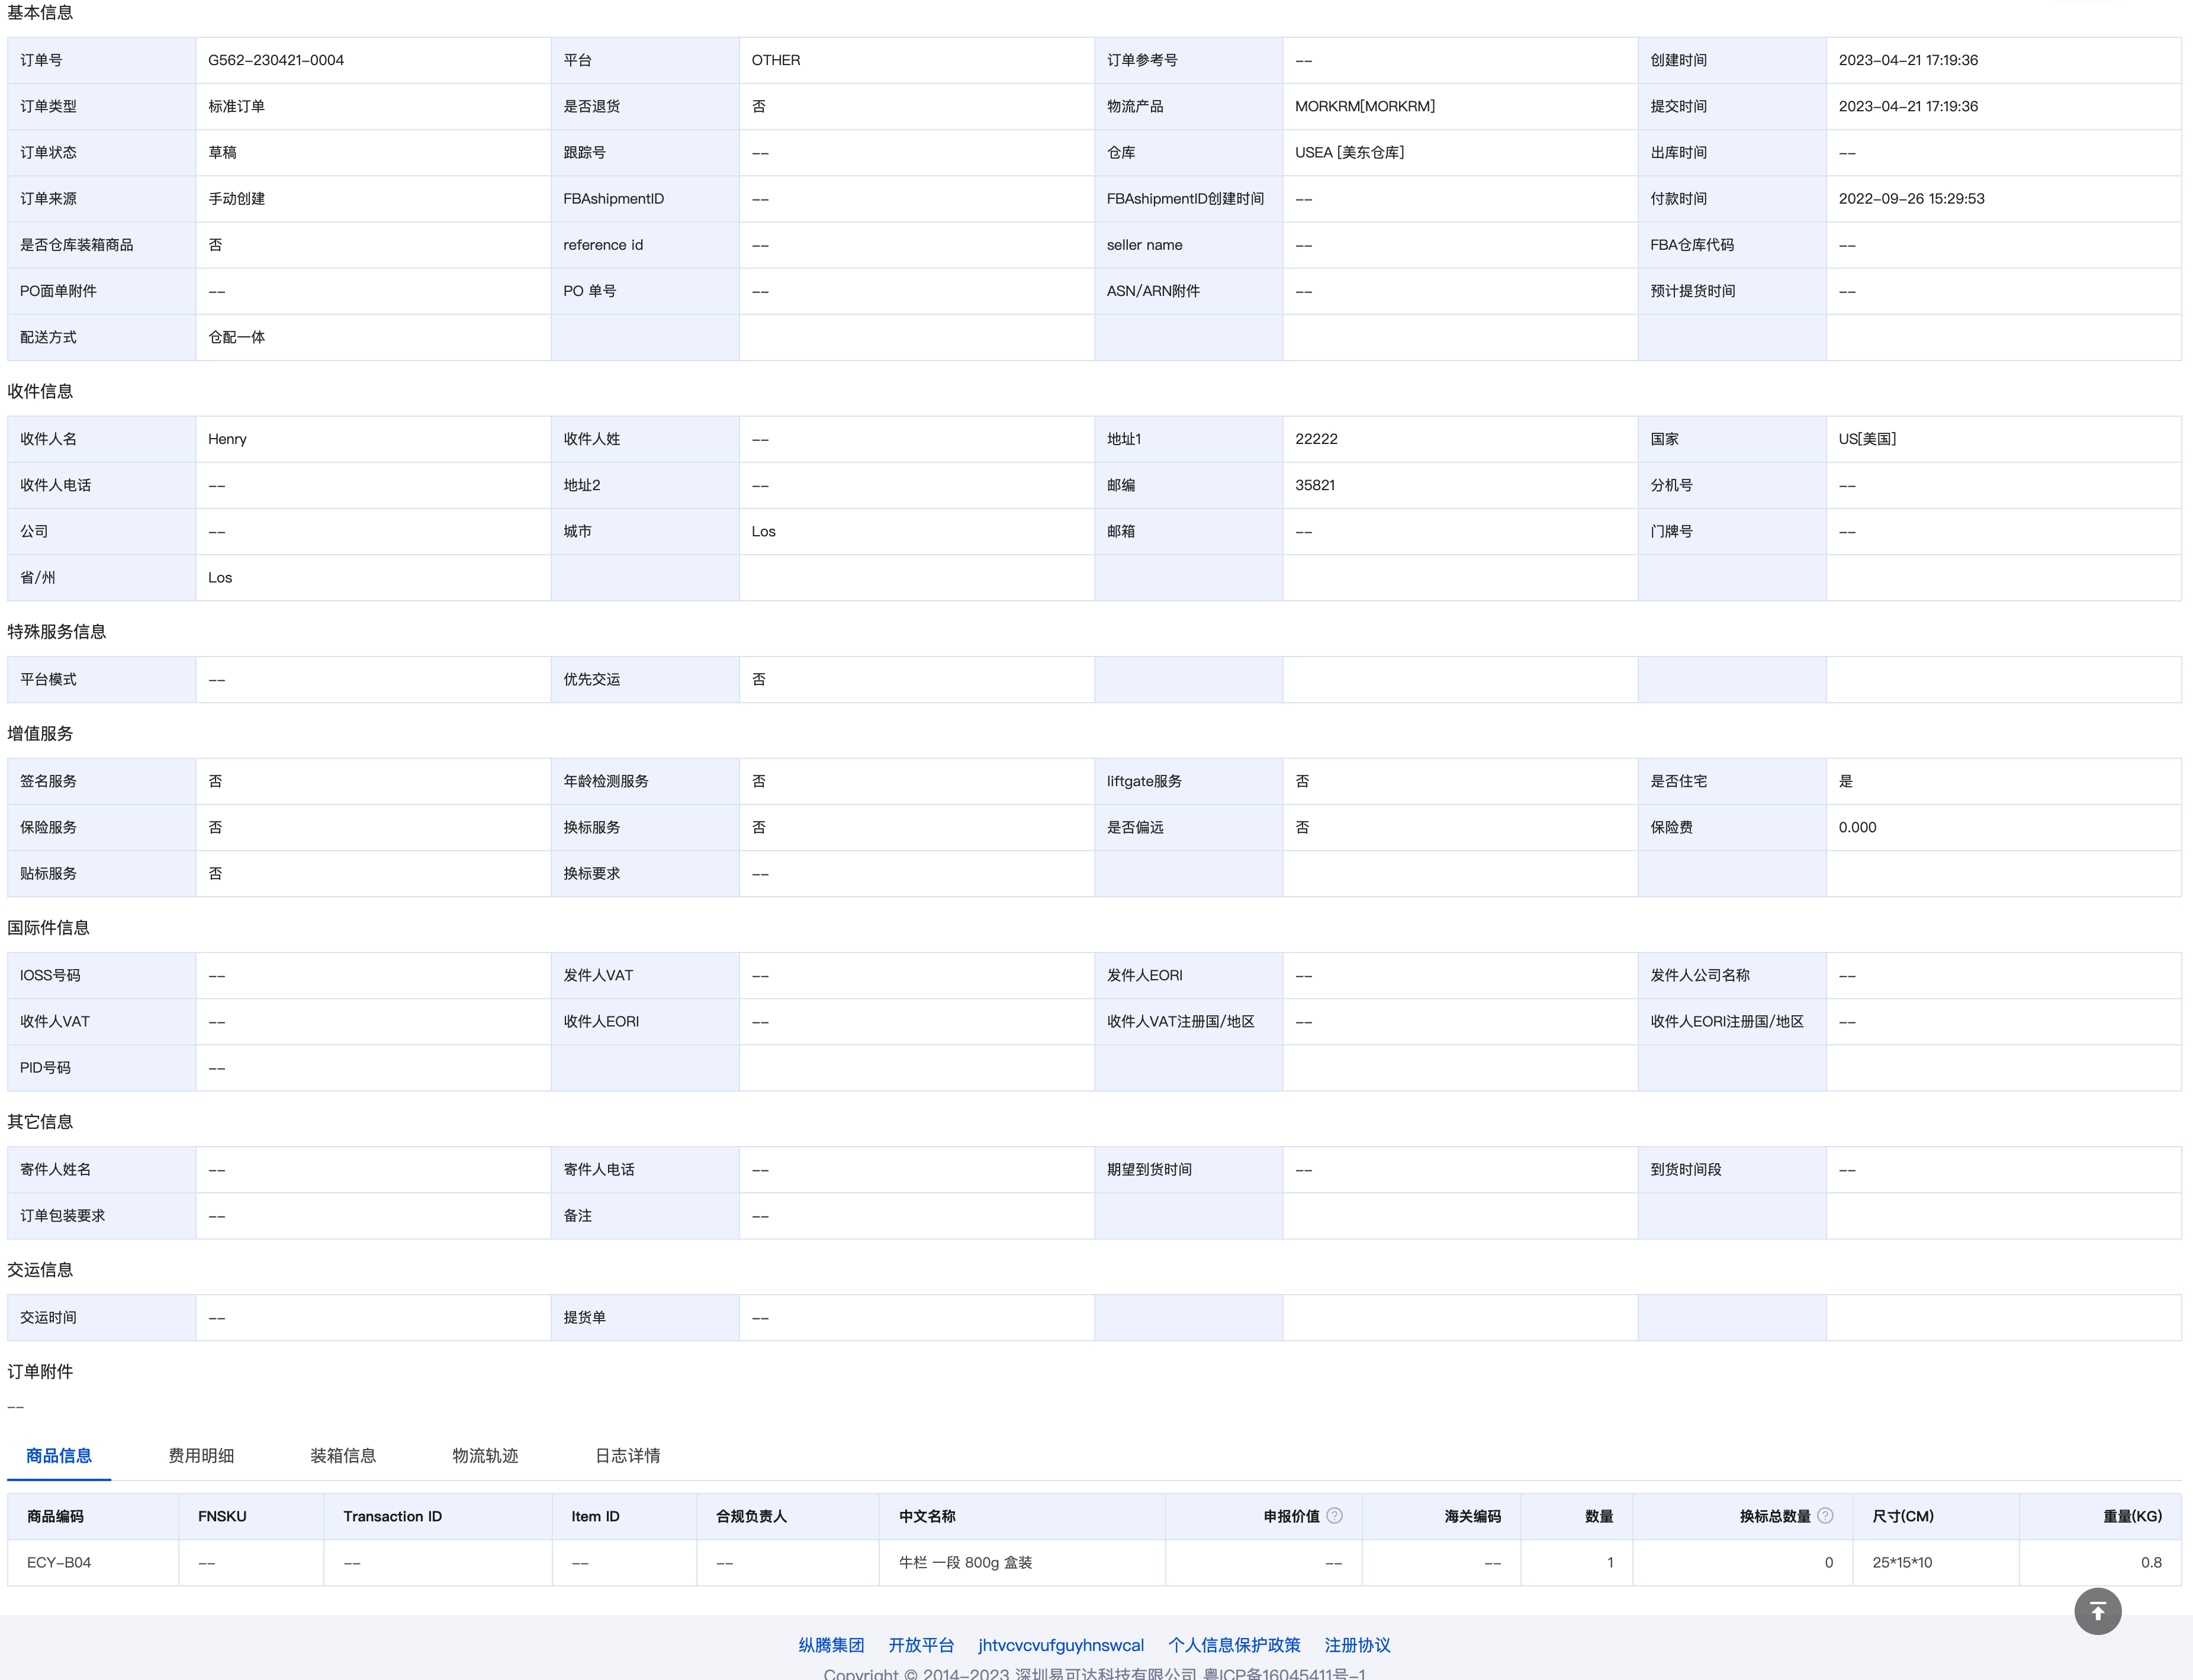 基本信息
订单号 G562-230421-0004 平台 OTHER 订单参考号 -- 创建时间 2023-04-21 17:19:36
订单类型 标准订单 是否退货 否 物流产品 MORKRM[MORKRM] 提交时间 2023-04-21 17:19:36
订单状态 草稿 跟踪号 -- 仓库 USEA [美东仓库] 出库时间 --
订单来源 手动创建 FBAshipmentID -- FBAshipmentID创建时间 -- 付款时间 2022-09-26 15:29:53
是否仓库装箱商品 否 reference id -- seller name -- FBA仓库代码 --
PO面单附件 -- PO 单号 -- ASN/ARN附件 -- 预计提货时间 --
配送方式 仓配一体
收件信息
收件人名 Henry 收件人姓 -- 地址1 22222 国家 US[美国]
收件人电话 -- 地址2 -- 邮编 35821 分机号 --
公司 -- 城市 Los 邮箱 -- 门牌号 --
省/州 Los
特殊服务信息
平台模式 -- 优先交运 否
增值服务
签名服务 否 年龄检测服务 否 liftgate服务 否 是否住宅 是
保险服务 否 换标服务 否 是否偏远 否 保险费 0.000
贴标服务 否 换标要求 --
国际件信息
IOSS号码 -- 发件人VAT -- 发件人EORI -- 发件人公司名称 --
收件人VAT -- 收件人EORI -- 收件人VAT注册国/地区 -- 收件人EORI注册国/地区 --
PID号码 --
其它信息
寄件人姓名 -- 寄件人电话 -- 期望到货时间 -- 到货时间段 --
订单包装要求 -- 备注 --
交运信息
交运时间 -- 提货单 --
订单附件
--
商品信息 费用明细 装箱信息 物流轨迹 日志详情
商品编码 FNSKU Transaction ID Item ID 合规负责人 中文名称 申报价值 ? 海关编码 数量 换标总数量 ? 尺寸(CM) 重量(KG)
ECY-B04 -- -- -- -- 牛栏 一段 800g 盒装 -- -- 1 0 25*15*10 0.8
纵腾集团 开放平台 jhtvcvcvufguyhnswcal 个人信息保护政策 注册协议
Copyright © 2014-2023 深圳易可达科技有限公司 粤ICP备16045411号-1